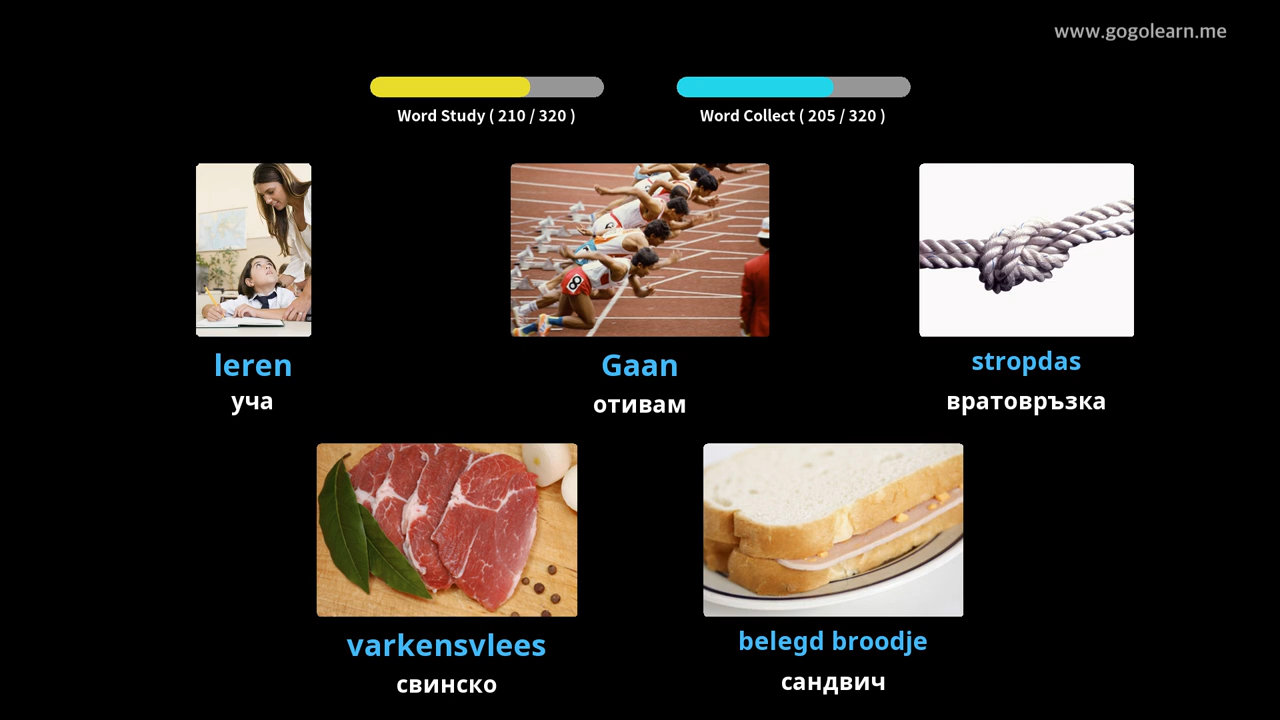 www.gogolearn.me
Word Study ( 210 / 320 )
Word Collect ( 205 / 320 )
leren
Gaan
stropdas
уча
отивам
вратовръзка
varkensvlees
belegd broodje
свинско
сандвич